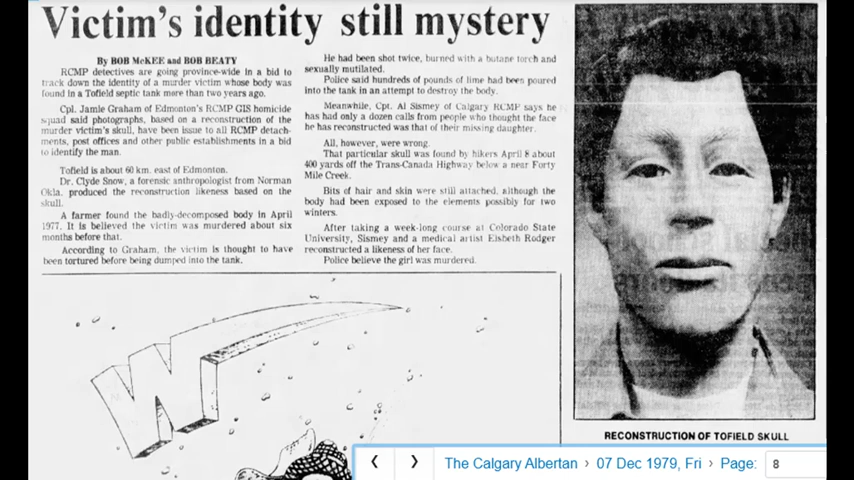 Victim's identity still mystery
By BOB McKEE and BOB BEATY
RCMP detectives are going province-wide in a bid to
track down the identity of a murder victim whose body was
found in a Tofield septic tank more than two years ago.
Cpl. Jamie Graham of Edmonton's RCMP GIS homicide
squad said photographs, based on a reconstruction of the
murder victim's skull, have been issue to all RCMP detach-
ments, post offices and other public establishments in a bid
to identify the man.
Tofield is about 60 km. east of Edmonton.
Dr. Clyde Snow, a forensic anthropologist from Norman
Okla. produced the reconstruction likeness based on the
skull.
A farmer found the badly-decomposed body in April
1977. It is believed the victim was murdered about six
months before that.
According to Graham, the victim is thought to have
been tortured before being dumped into the tank.
He had been shot twice, burned with a butane torch and
sexually mutilated.
Police said hundreds of pounds of lime had been poured
into the tank in an attempt to destroy the body.
Meanwhile, Cpt. Al Sismey of Calgary RCMP says he
has had only a dozen calls from people who thought the face
he has reconstructed was that of their missing daughter.
All, however, were wrong.
That particular skull was found by hikers April 8 about
400 yards off the Trans-Canada Highway below a near Forty
Mile Creek.
Bits of hair and skin were still attached, although the
body had been exposed to the elements possibly for two
winters.
After taking a week-long course at Colorado State
University, Sismey and a medical artist Elsbeth Rodger
reconstructed a likeness of her face.
Police believe the girl was murdered.
RECONSTRUCTION OF TOFIELD SKULL
W
The Calgary Albertan › 07 Dec 1979, Fri › Page: 8